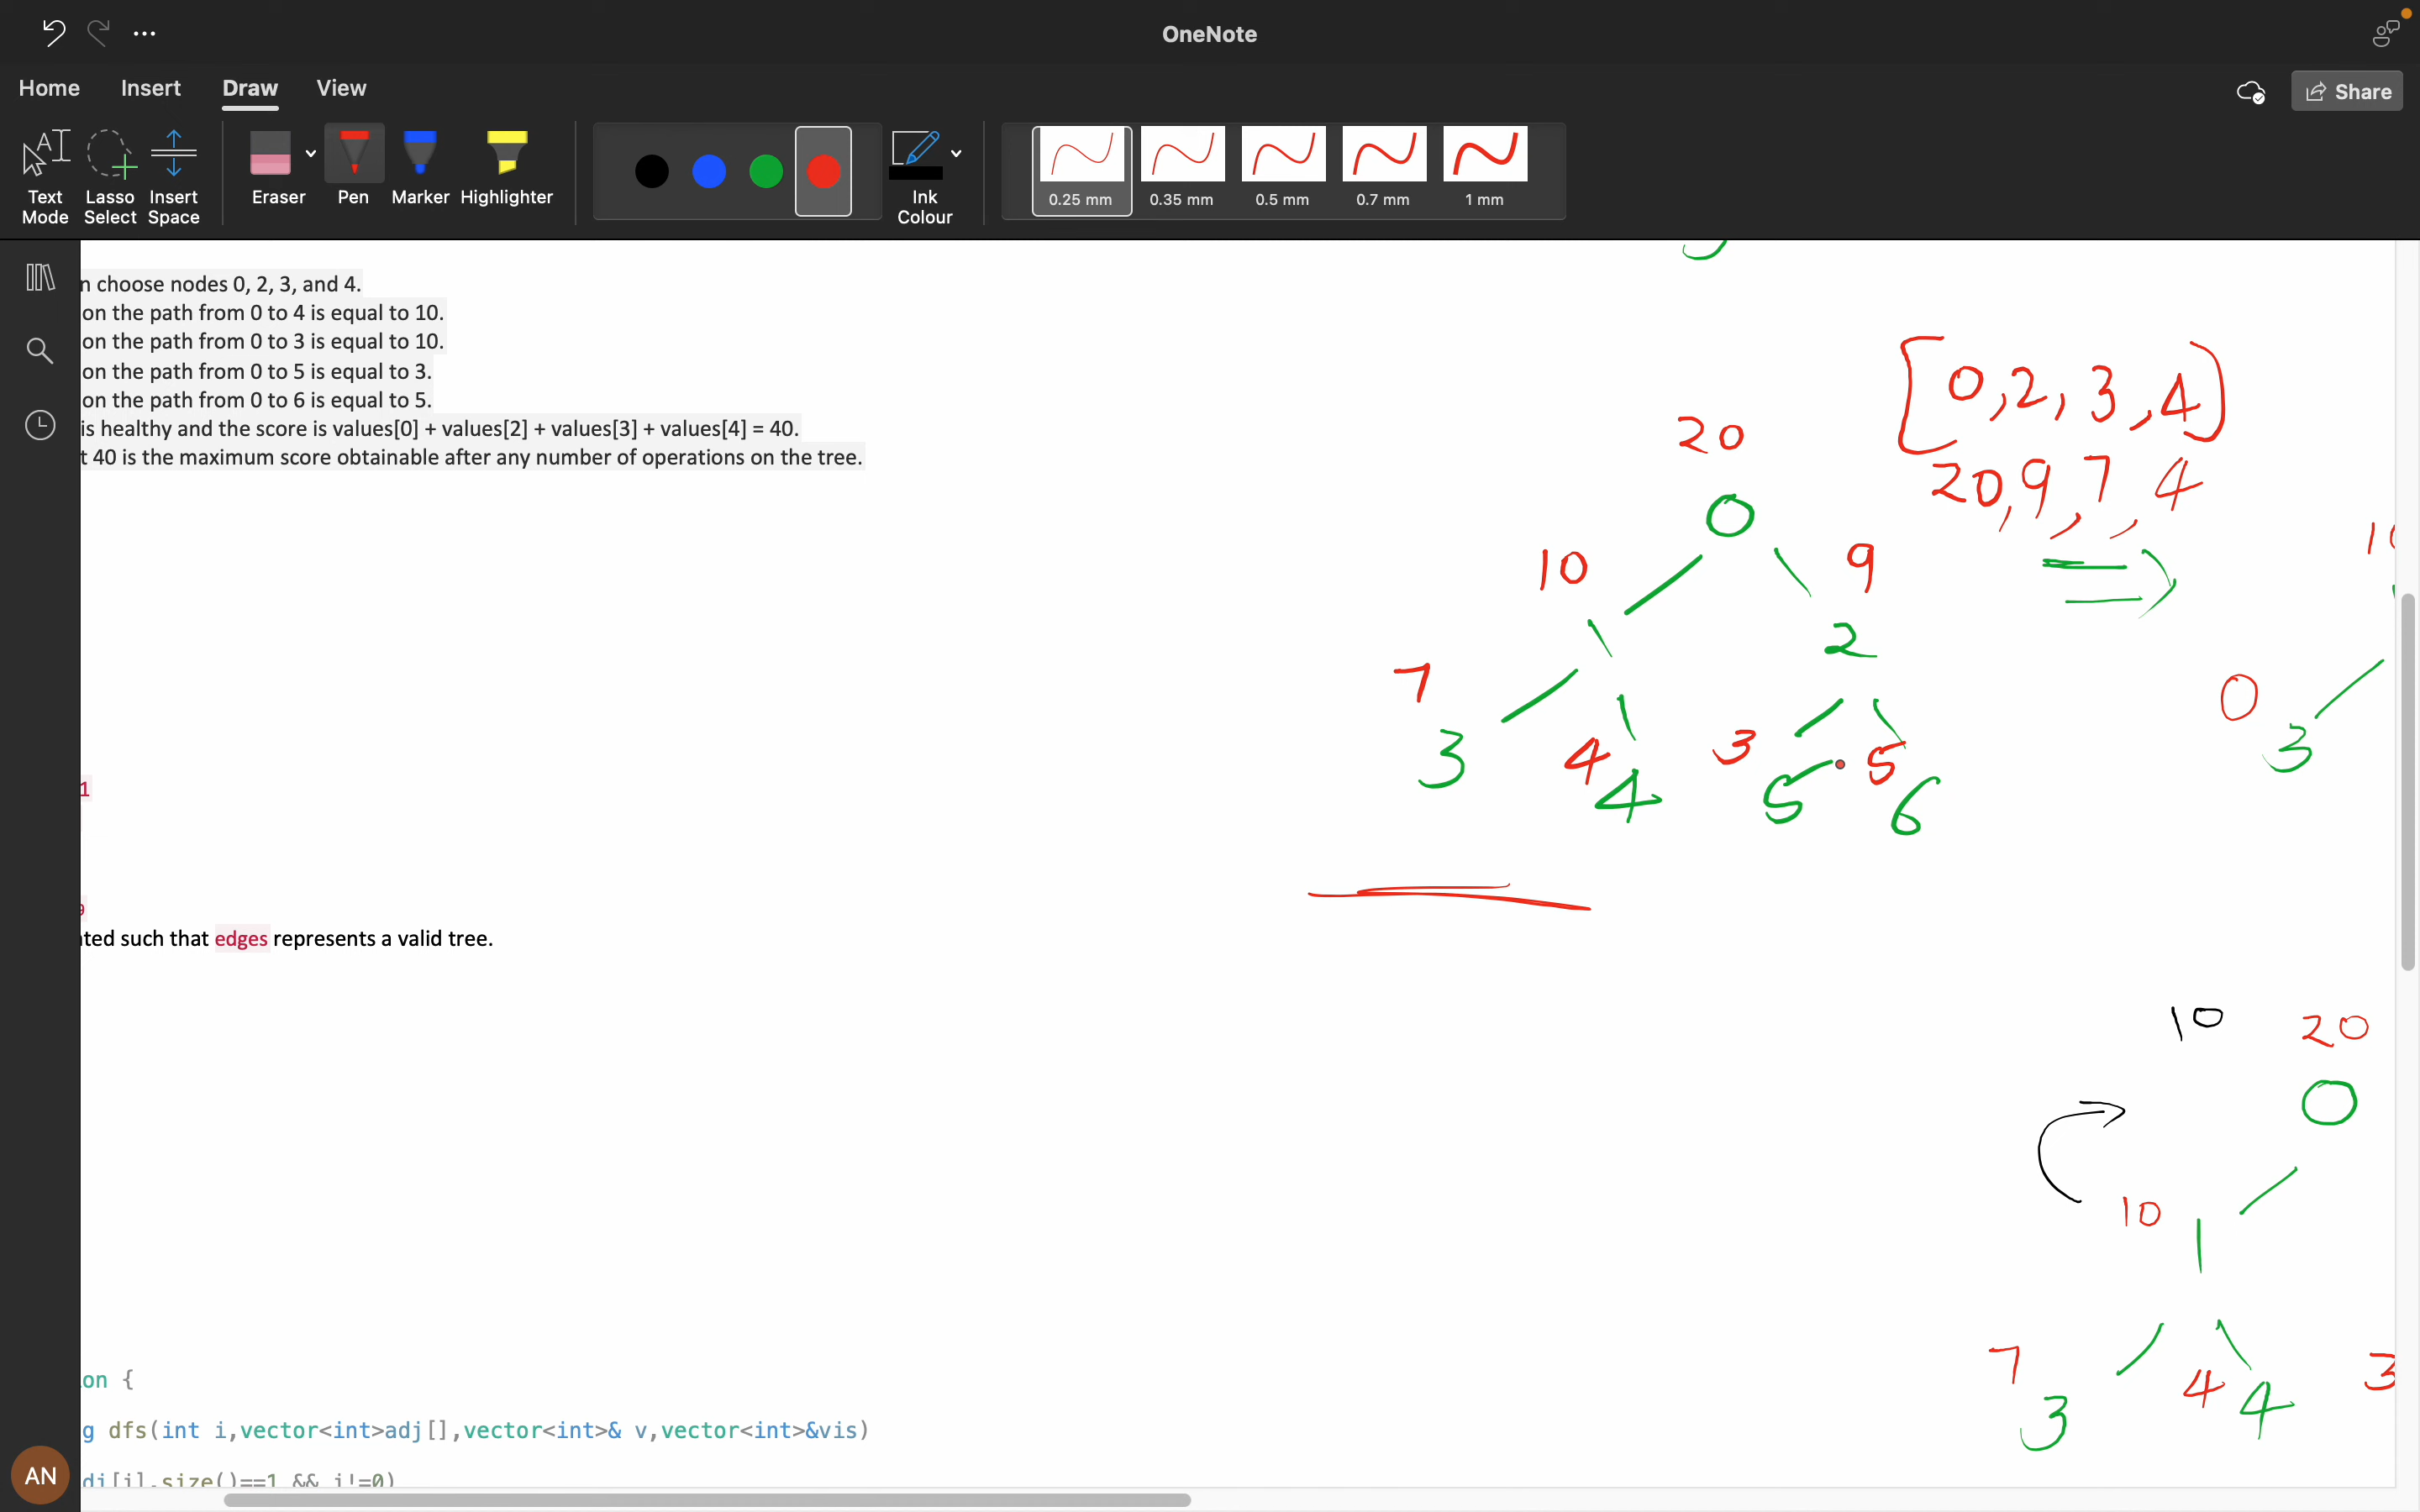 OneNote
Home Insert Draw View
Share
Text Mode
Lasso Select
Insert Space
Eraser
Pen
Marker
Highlighter
Ink Colour
0.25 mm 0.35 mm 0.5 mm 0.7 mm 1 mm
n choose nodes 0, 2, 3, and 4.
on the path from 0 to 4 is equal to 10.
on the path from 0 to 3 is equal to 10.
on the path from 0 to 5 is equal to 3.
on the path from 0 to 6 is equal to 5.
is healthy and the score is values[0] + values[2] + values[3] + values[4] = 40.
t 40 is the maximum score obtainable after any number of operations on the tree.
1
ted such that edges represents a valid tree.
on {
g dfs(int i,vector<int>adj[],vector<int>& v,vector<int>&vis)
dj[i].size()==1 && i!=0)
AN
[0,2,3,4]
20,9,7,4
20
0
10 9
1 2
7
3 4 4 3 5 5 6
0
3
10 20
0
10
1
7 4 3
3 4